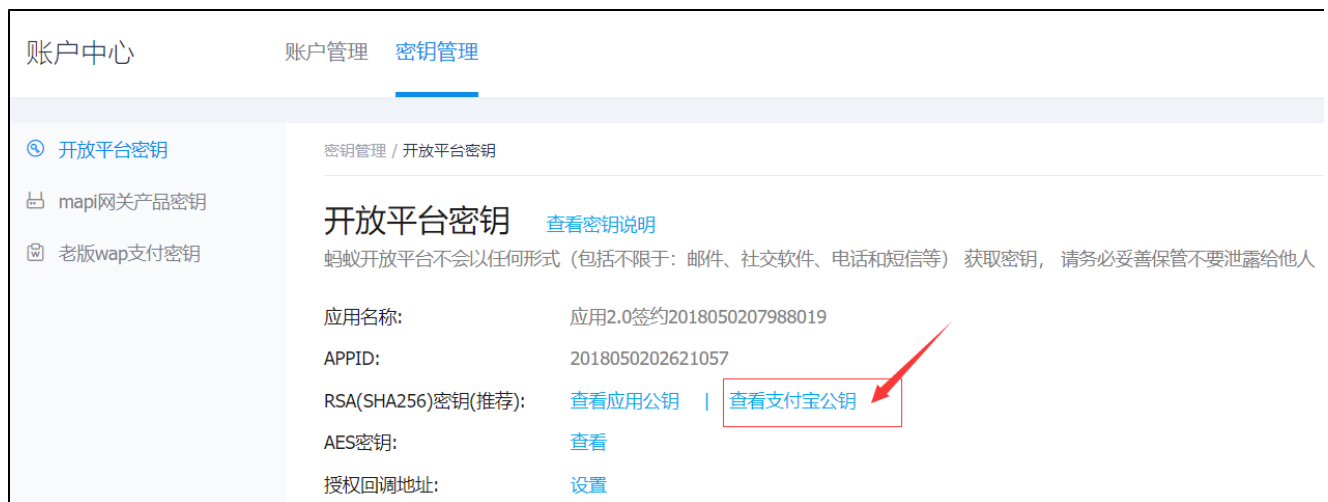 账户中心 账户管理 密钥管理
开放平台密钥
mapi网关产品密钥
老版wap支付密钥
密钥管理 / 开放平台密钥
开放平台密钥 查看密钥说明
蚂蚁开放平台不会以任何形式（包括不限于：邮件、社交软件、电话和短信等） 获取密钥， 请务必妥善保管不要泄露给他人
应用名称: 应用2.0签约2018050207988019
APPID: 2018050202621057
RSA(SHA256)密钥(推荐): 查看应用公钥 | 查看支付宝公钥
AES密钥: 查看
授权回调地址: 设置